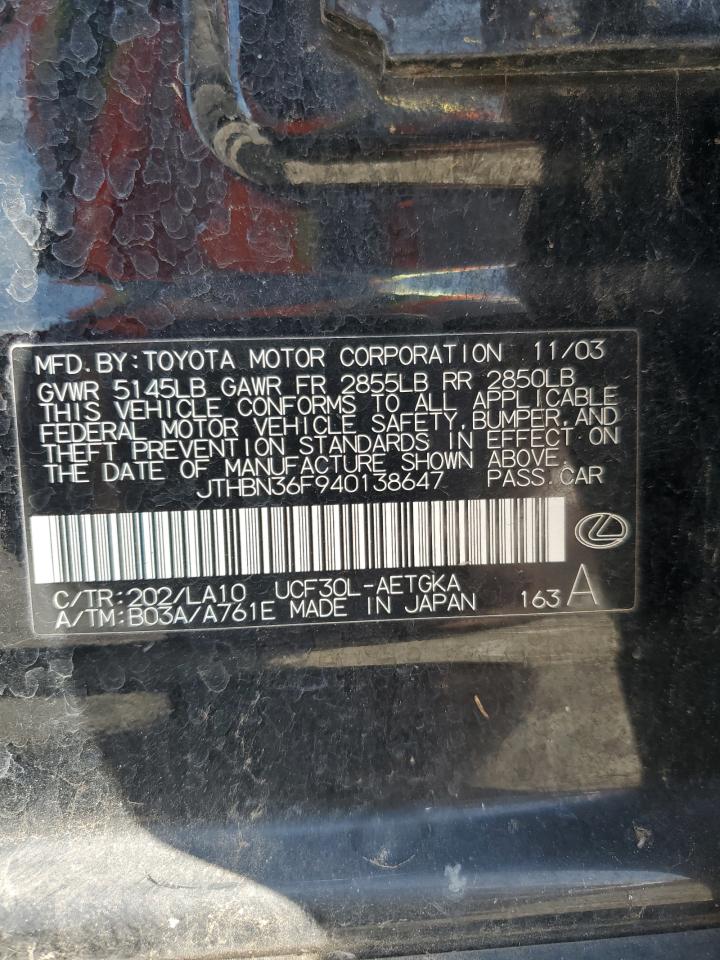 MFD. BY: TOYOTA MOTOR CORPORATION 11/03
GVWR 5145LB GAWR FR 2855LB RR 2850LB
THIS VEHICLE CONFORMS TO ALL APPLICABLE
FEDERAL MOTOR VEHICLE SAFETY, BUMPER, AND
THEFT PREVENTION STANDARDS IN EFFECT ON
THE DATE OF MANUFACTURE SHOWN ABOVE.
JTHBN36F940138647 PASS. CAR
C/TR: 202/LA10 UCF30L-AETGKA
A/TM: B03A/A761E MADE IN JAPAN 163 A